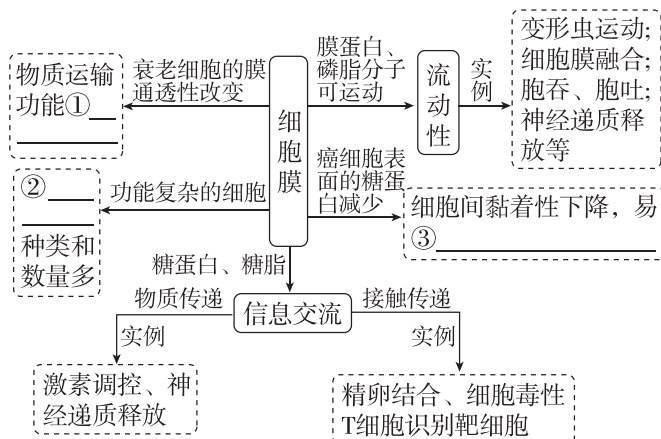 物质运输
功能①
衰老细胞的膜
通透性改变
细胞膜
膜蛋白、
磷脂分子
可运动
流动性
实例
变形虫运动;
细胞膜融合;
胞吞、胞吐;
神经递质释
放等
②
种类和
数量多
功能复杂的细胞
癌细胞表
面的糖蛋
白减少
细胞间黏着性下降，易
③
糖蛋白、糖脂
信息交流
物质传递
实例
激素调控、神
经递质释放
接触传递
实例
精卵结合、细胞毒性
T细胞识别靶细胞